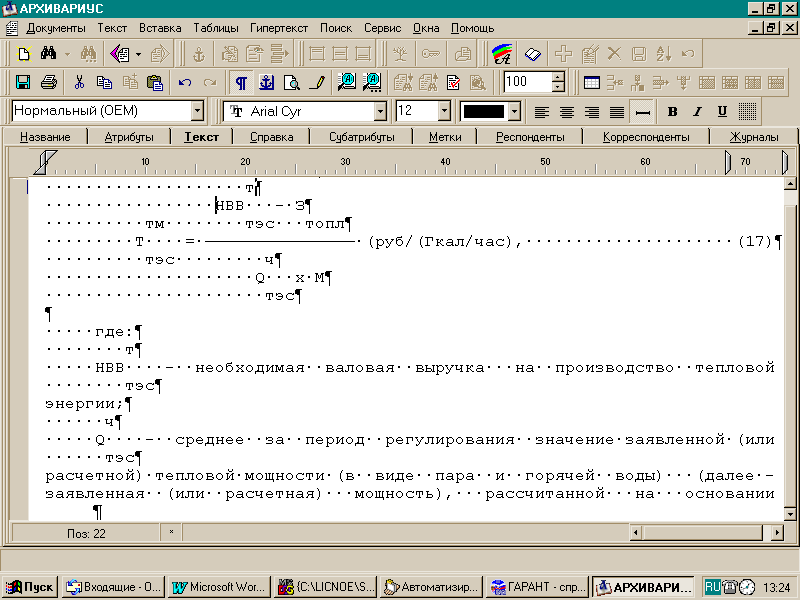 АРХИВАРИУС
Документы Текст Вставка Таблицы Гипертекст Поиск Сервис Окна Помощь
100
Нормальный (OEM) Arial Cyr 12 B I U
Название Атрибуты Текст Справка Субатрибуты Метки Респонденты Корреспонденты Журналы
10 20 30 40 50 60 70
т¶
НВВ - З¶
тм тэс топл¶
Т = ─────────────── (руб/(Гкал/час), (17)¶
тэс ч¶
Q х М¶
тэс¶
¶
где:¶
т¶
НВВ - необходимая валовая выручка на производство тепловой
тэс¶
энергии;¶
ч¶
Q - среднее за период регулирования значение заявленной (или
тэс¶
расчетной) тепловой мощности (в виде пара и горячей воды) (далее -
заявленная (или расчетная) мощность), рассчитанной на основании
¶
Поз: 22 *
Пуск Входящие - O... Microsoft Wor... {C:\LICNOE\S... Автоматизир... ГАРАНТ - спр... АРХИВАРИ... RU 13:24